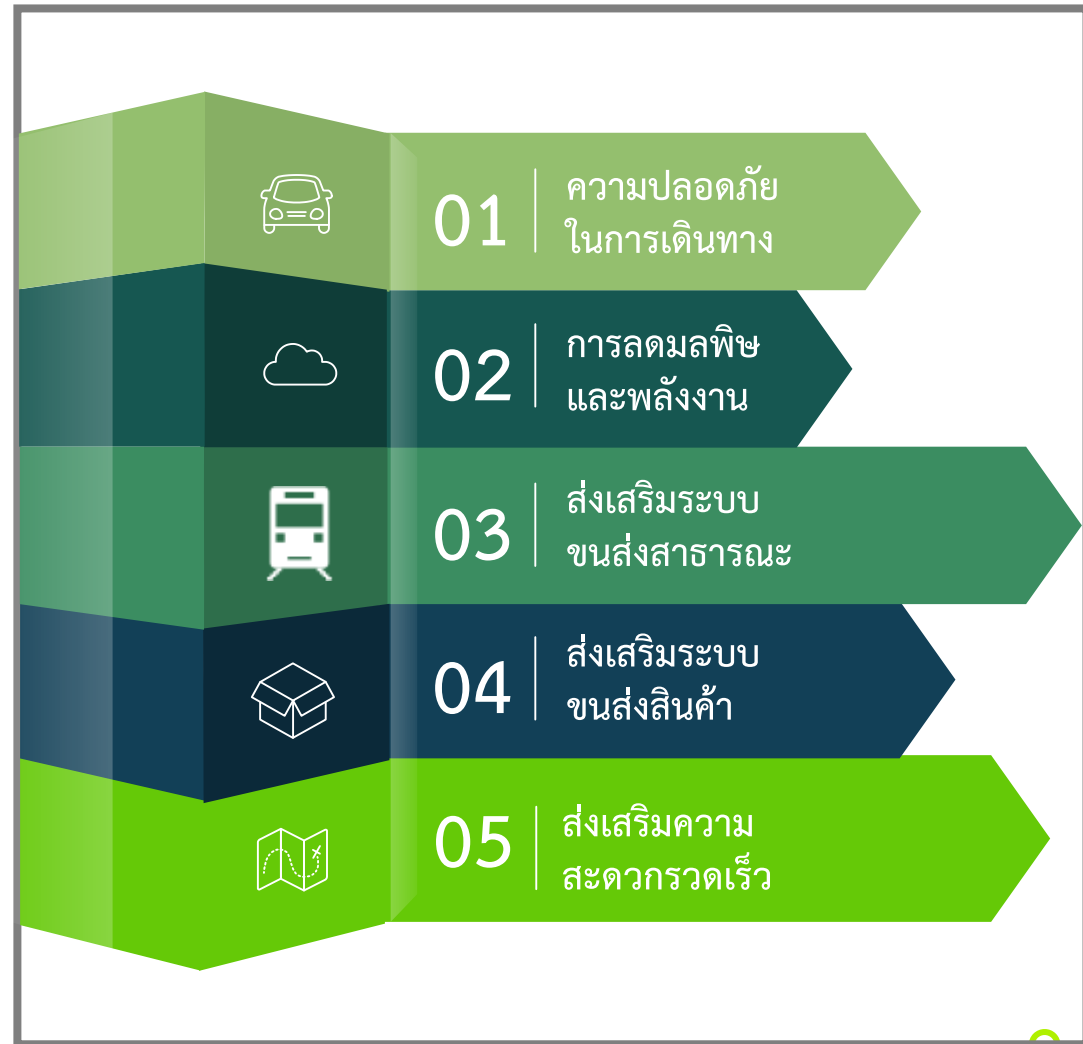 01
ความปลอดภัย
ในการเดินทาง
02
การลดมลพิษ
และพลังงาน
03
ส่งเสริมระบบ
ขนส่งสาธารณะ
04
ส่งเสริมระบบ
ขนส่งสินค้า
05
ส่งเสริมความ
สะดวกรวดเร็ว